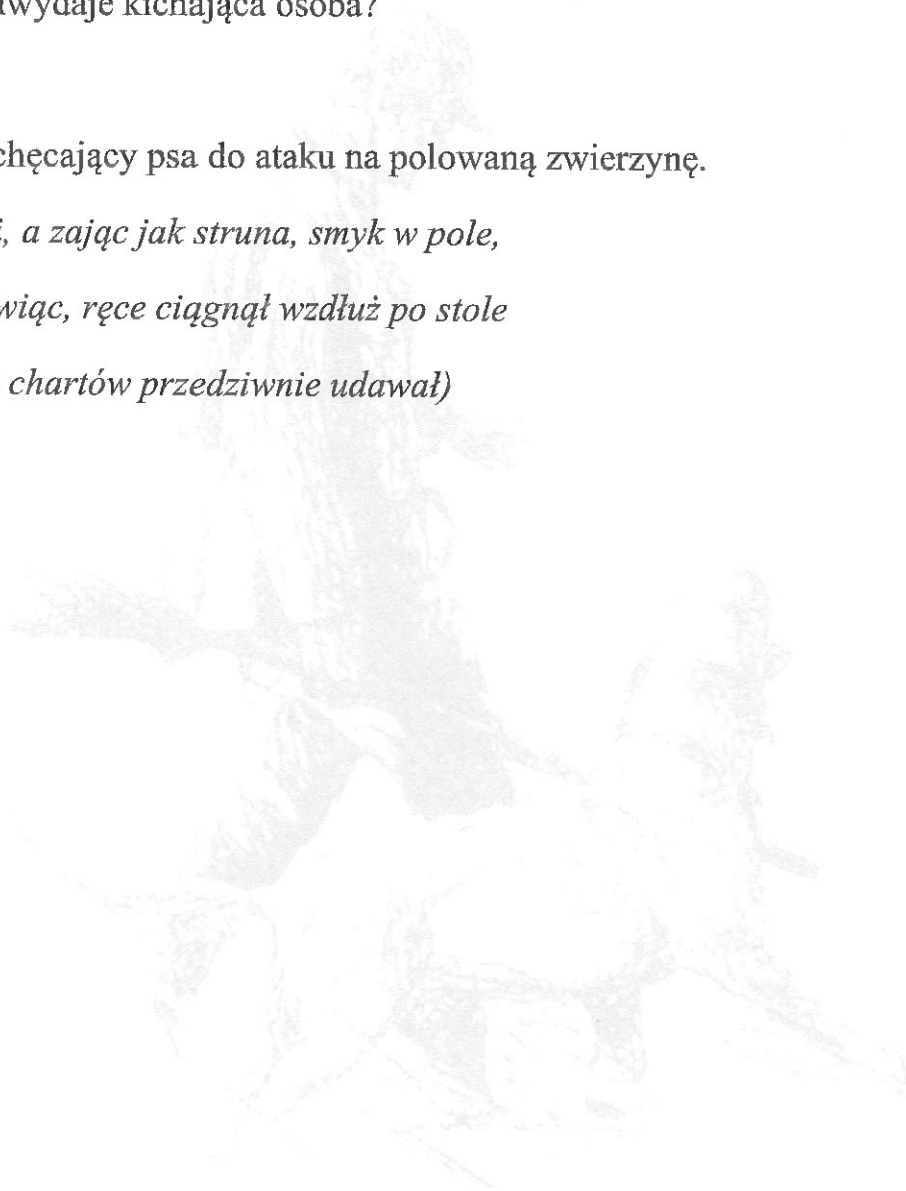 wydaje kichająca osoba?
chęcający psa do ataku na polowaną zwierzynę.
, a zając jak struna, smyk w pole,
wiąc, ręce ciągnął wzdłuż po stole
chartów przedziwnie udawał)